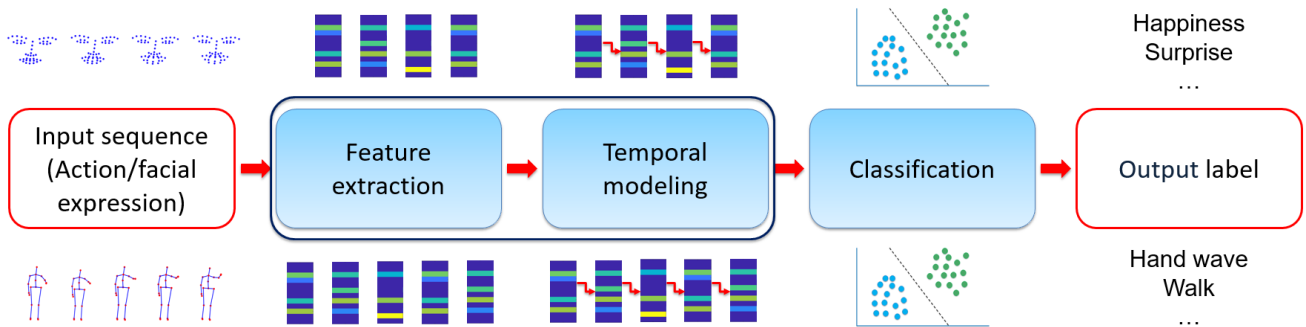 Happiness
Surprise
...
Input sequence
(Action/facial
expression)
Feature
extraction
Temporal
modeling
Classification
Output label
Hand wave
Walk
...